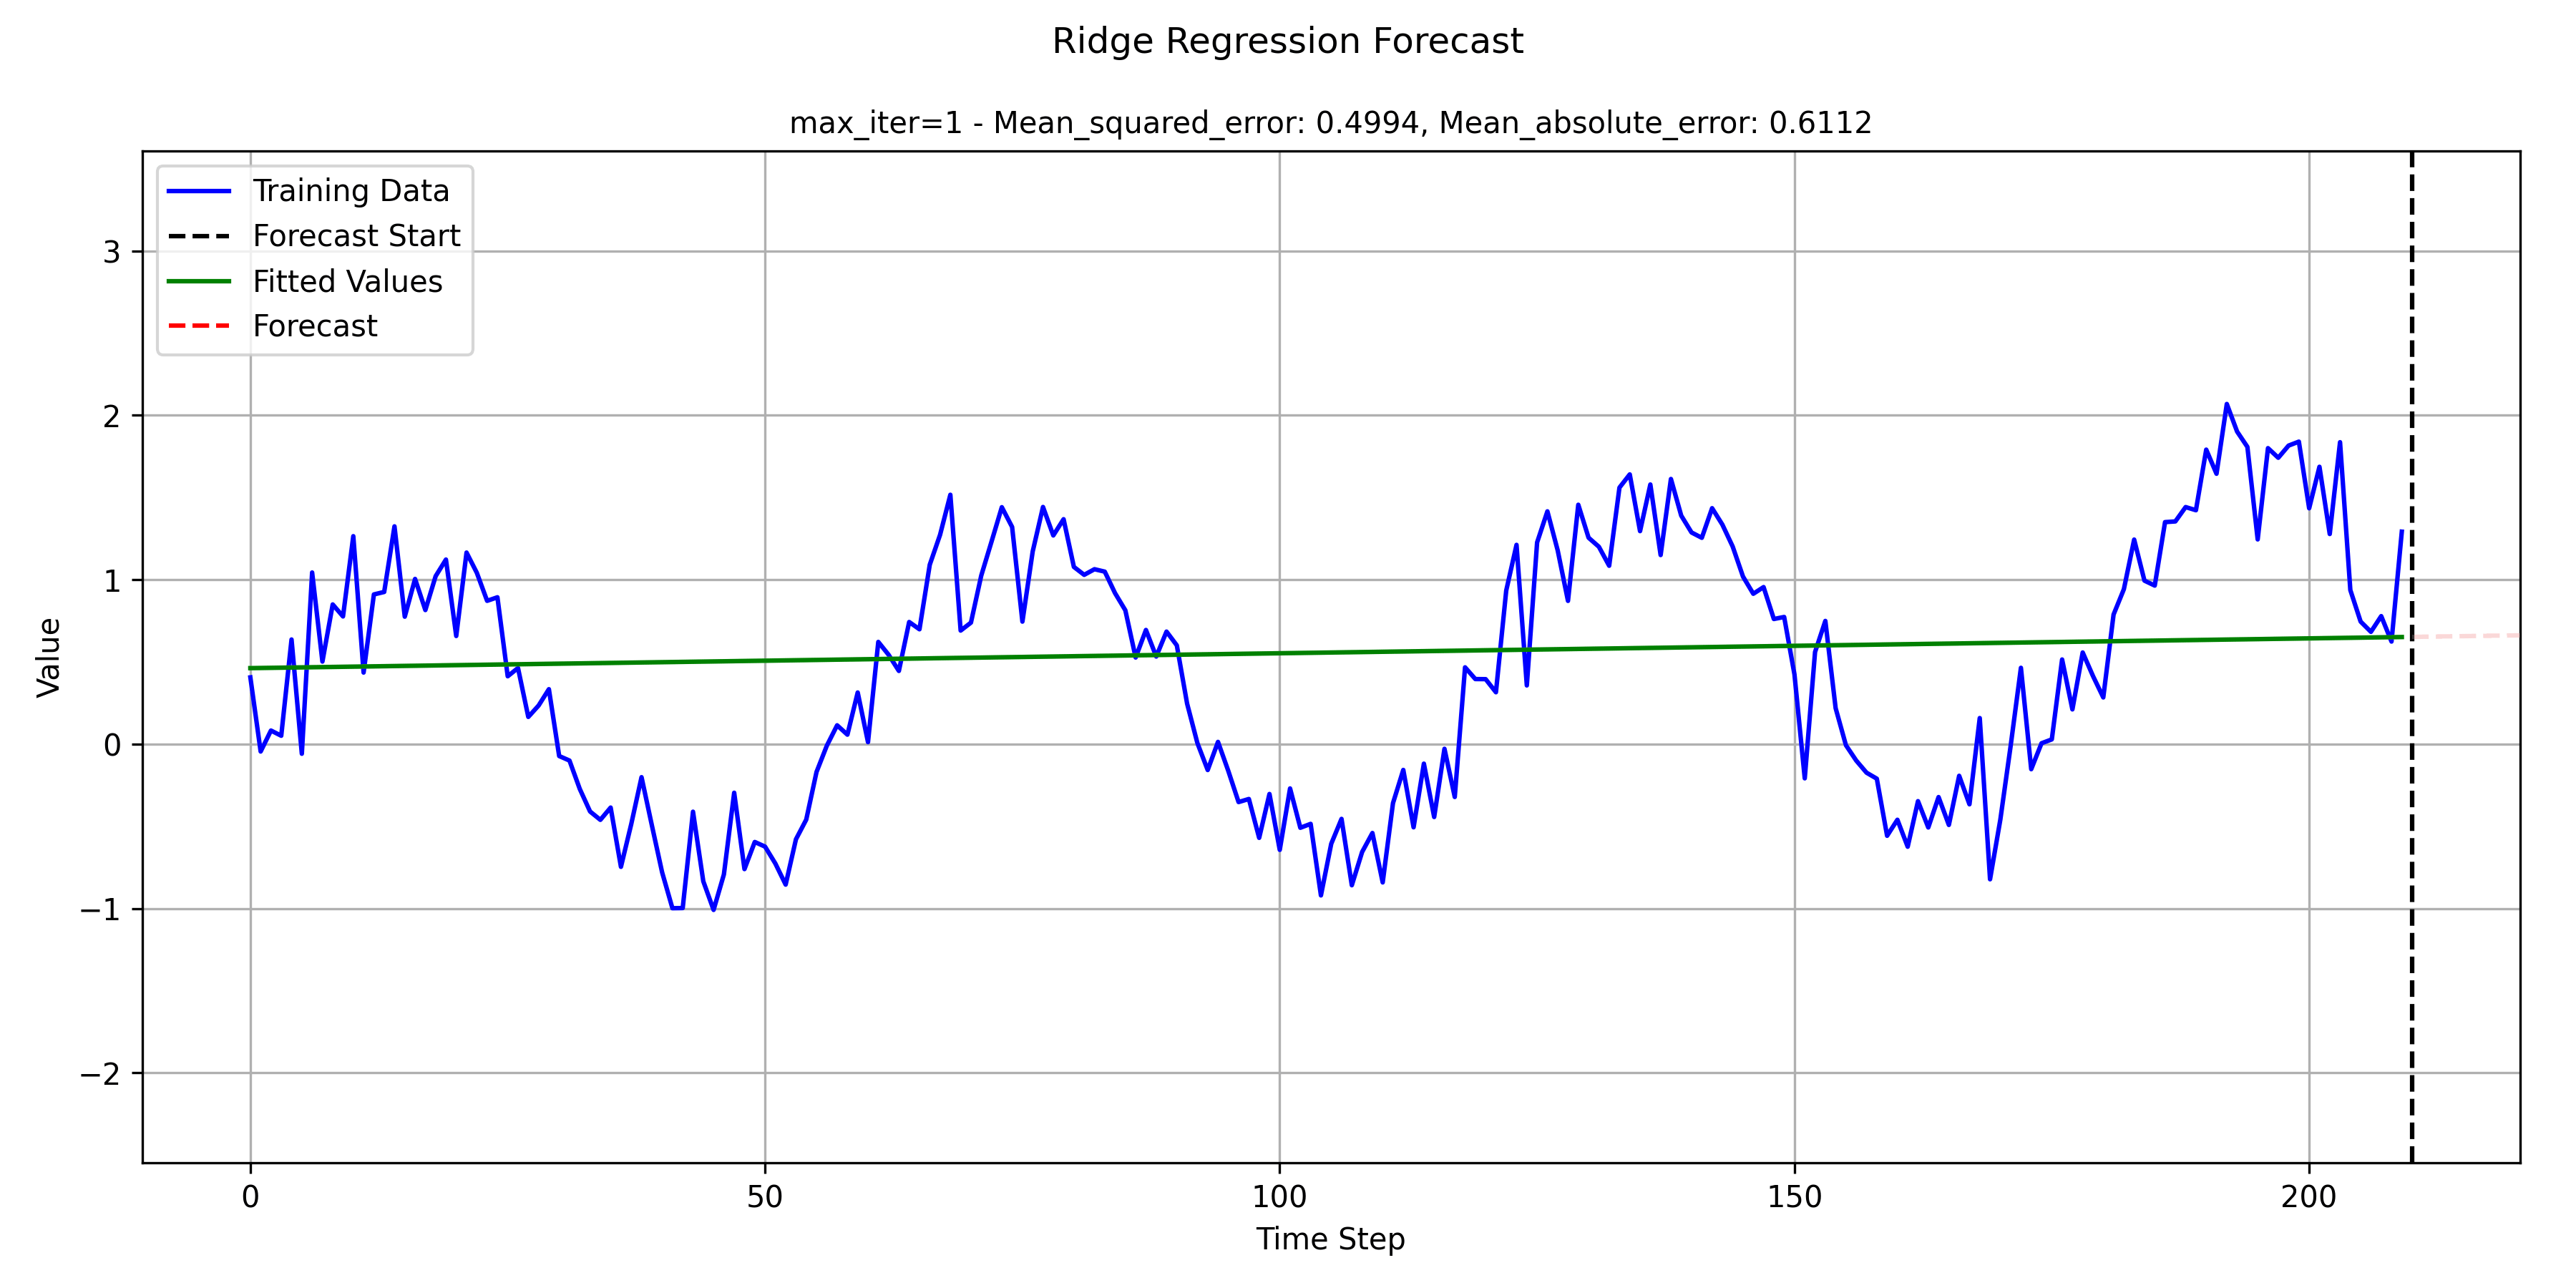 Ridge Regression Forecast
max_iter=1 - Mean_squared_error: 0.4994, Mean_absolute_error: 0.6112
Training Data
Forecast Start
Fitted Values
Forecast
3
2
1
0
−1
−2
Value
0 50 100 150 200
Time Step